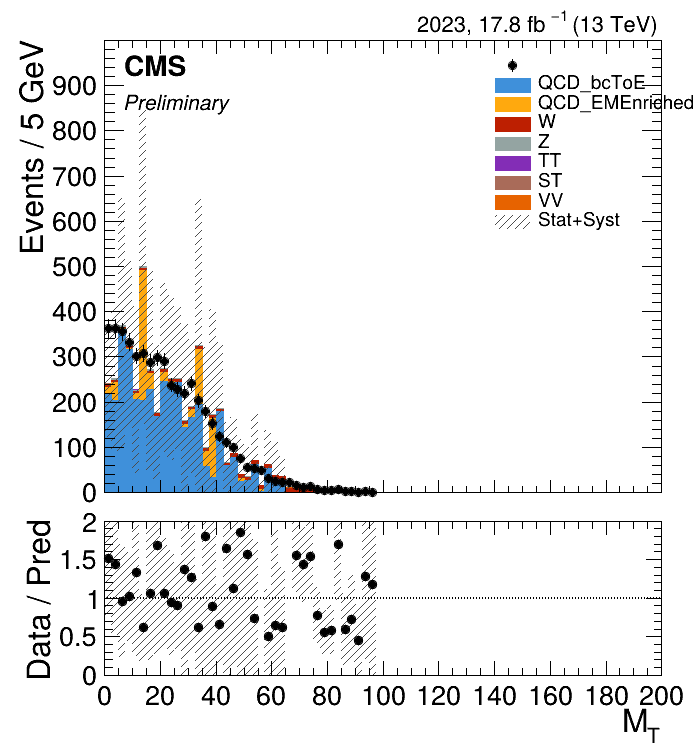 2023, 17.8 fb⁻¹ (13 TeV)
CMS
Preliminary
QCD_bcToE
QCD_EMEnriched
W
Z
TT
ST
VV
Stat+Syst
Events / 5 GeV
900
800
700
600
500
400
300
200
100
0
Data / Pred
2
1.5
1
0.5
0
0 20 40 60 80 100 120 140 160 180 200
M_T